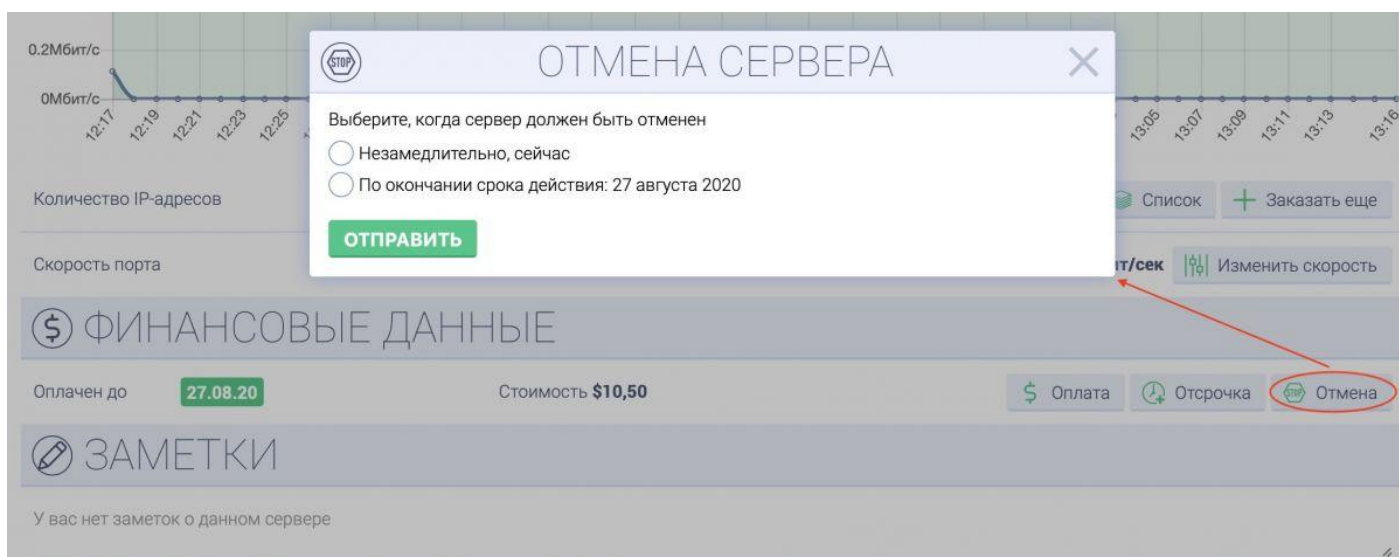 0.2Мбит/с
0Мбит/с
12:17 12:19 12:21 12:23 12:25 13:05 13:07 13:09 13:11 13:13 13:16
STOP ОТМЕНА СЕРВЕРА
Выберите, когда сервер должен быть отменен
Незамедлительно, сейчас
По окончании срока действия: 27 августа 2020
ОТПРАВИТЬ
Количество IP-адресов Список Заказать еще
Скорость порта /сек Изменить скорость
$ ФИНАНСОВЫЕ ДАННЫЕ
Оплачен до 27.08.20 Стоимость $10,50 $ Оплата Отсрочка STOP Отмена
ЗАМЕТКИ
У вас нет заметок о данном сервере